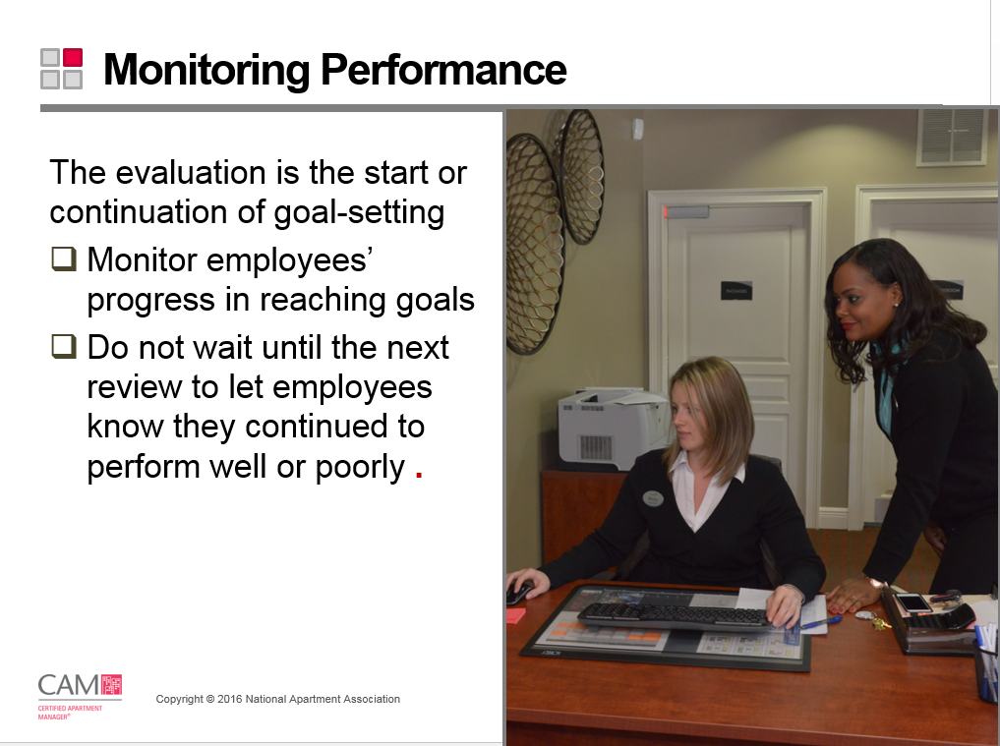 Monitoring Performance
The evaluation is the start or
continuation of goal-setting
Monitor employees’
progress in reaching goals
Do not wait until the next
review to let employees
know they continued to
perform well or poorly .
CAM
CERTIFIED APARTMENT
MANAGER®
Copyright © 2016 National Apartment Association